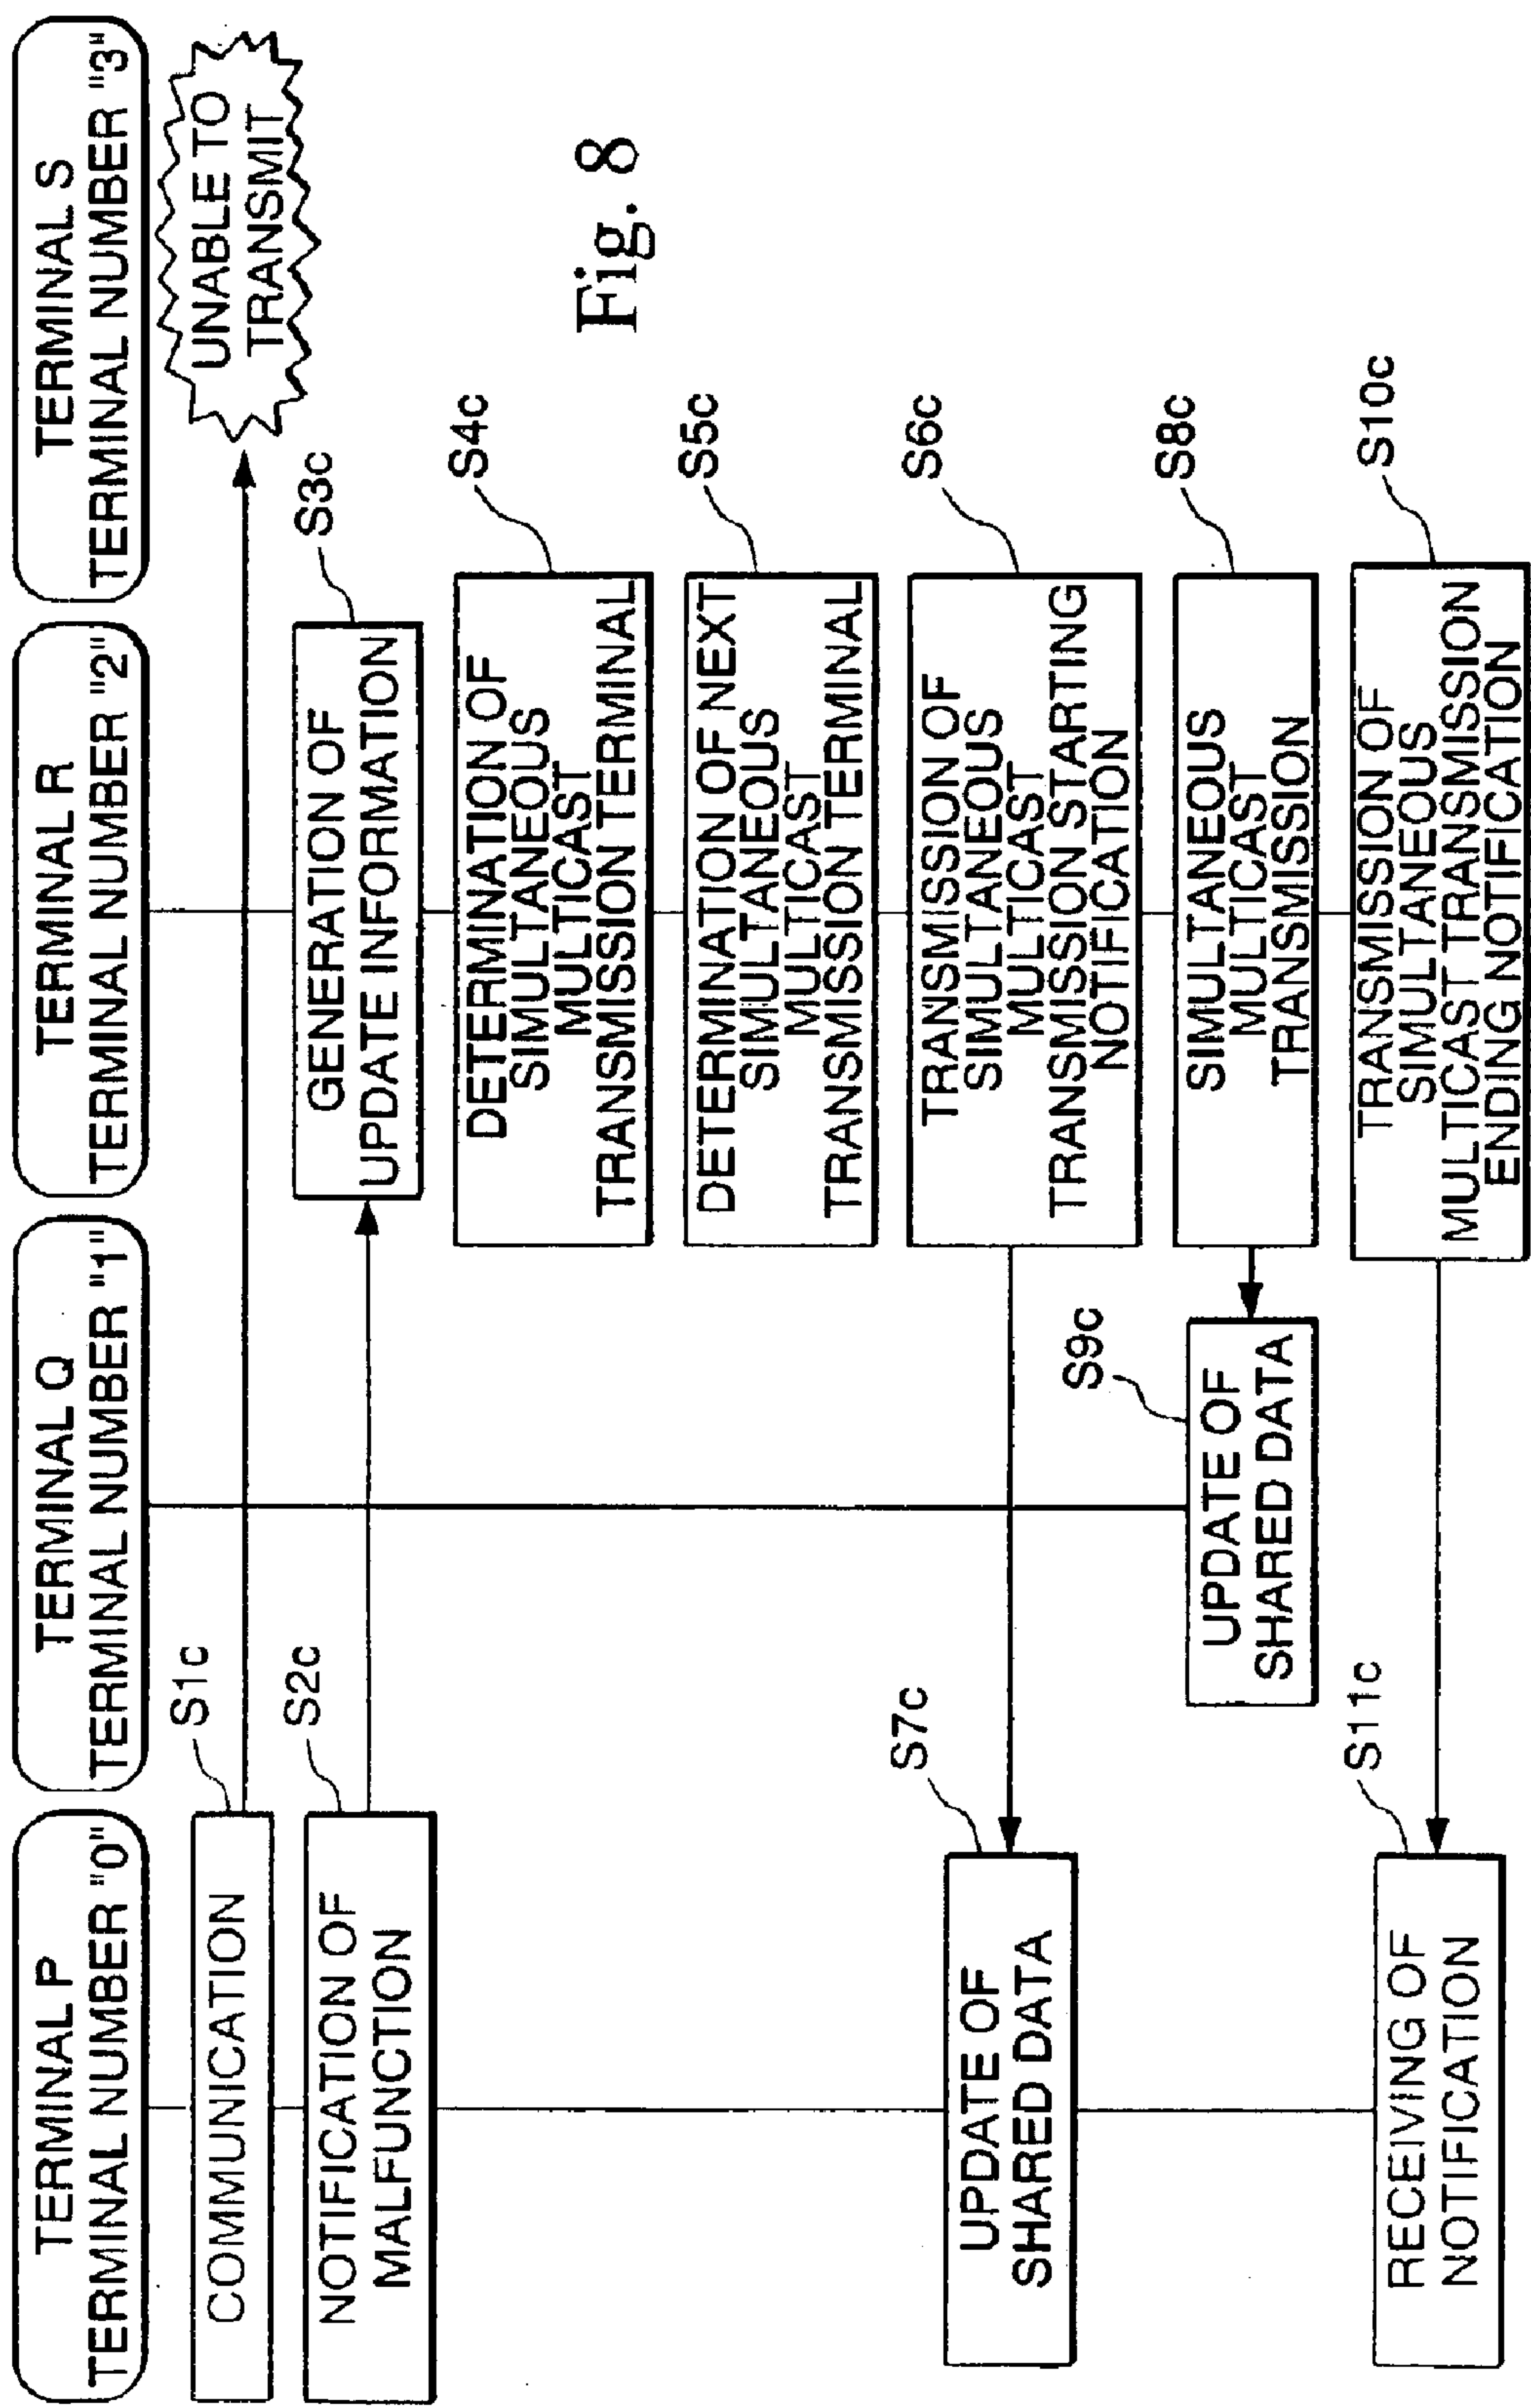 TERMINAL P
TERMINAL NUMBER "0"
TERMINAL Q
TERMINAL NUMBER "1"
TERMINAL R
TERMINAL NUMBER "2"
TERMINAL S
TERMINAL NUMBER "3"
COMMUNICATION
S1c
UNABLE TO
TRANSMIT
NOTIFICATION OF
MALFUNCTION
S2c
GENERATION OF
UPDATE INFORMATION
S3c
DETERMINATION OF
SIMULTANEOUS
MULTICAST
TRANSMISSION TERMINAL
S4c
DETERMINATION OF NEXT
SIMULTANEOUS
MULTICAST
TRANSMISSION TERMINAL
S5c
TRANSMISSION OF
SIMULTANEOUS
MULTICAST
TRANSMISSION STARTING
NOTIFICATION
S6c
UPDATE OF
SHARED DATA
S7c
SIMULTANEOUS
MULTICAST
TRANSMISSION
S8c
UPDATE OF
SHARED DATA
S9c
TRANSMISSION OF
SIMULTANEOUS
MULTICAST TRANSMISSION
ENDING NOTIFICATION
S10c
RECEIVING OF
NOTIFICATION
S11c
Fig. 8